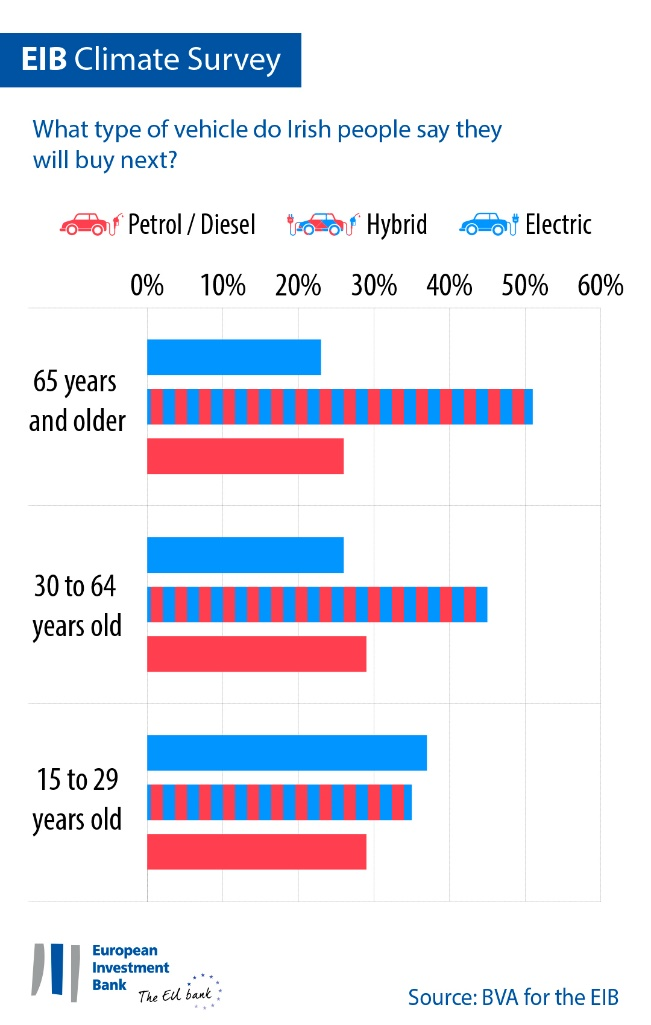 EIB Climate Survey
What type of vehicle do Irish people say they
will buy next?
Petrol / Diesel Hybrid Electric
0% 10% 20% 30% 40% 50% 60%
65 years
and older
30 to 64
years old
15 to 29
years old
European
Investment
Bank
The EU bank
Source: BVA for the EIB